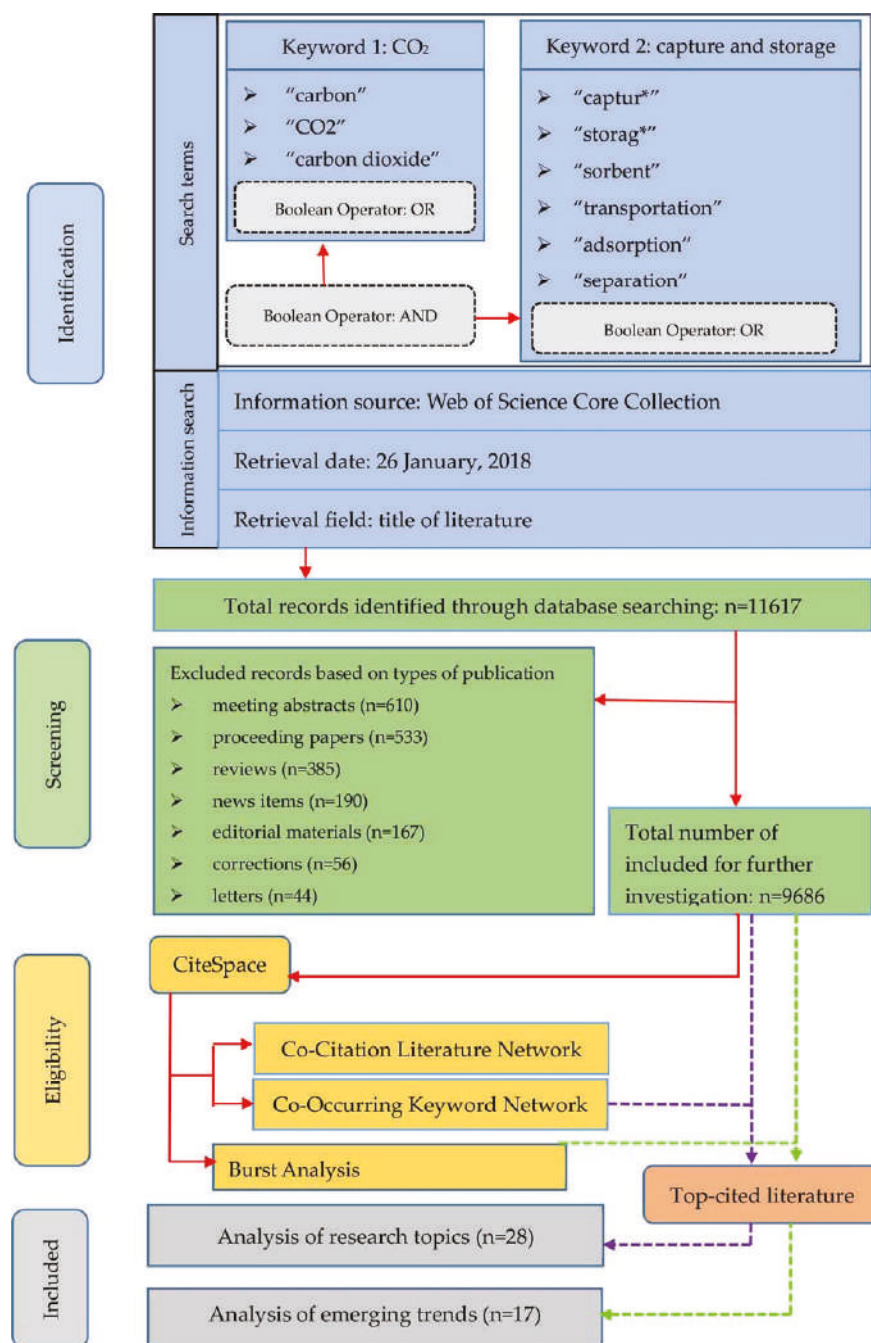 Identification
Search terms
Keyword 1: CO₂
➢ "carbon"
➢ "CO2"
➢ "carbon dioxide"
Boolean Operator: OR
Boolean Operator: AND
Keyword 2: capture and storage
➢ "captur*"
➢ "storag*"
➢ "sorbent"
➢ "transportation"
➢ "adsorption"
➢ "separation"
Boolean Operator: OR
Information search
Information source: Web of Science Core Collection
Retrieval date: 26 January, 2018
Retrieval field: title of literature
Screening
Total records identified through database searching: n=11617
Excluded records based on types of publication
➢ meeting abstracts (n=610)
➢ proceeding papers (n=533)
➢ reviews (n=385)
➢ news items (n=190)
➢ editorial materials (n=167)
➢ corrections (n=56)
➢ letters (n=44)
Total number of
included for further
investigation: n=9686
Eligibility
CiteSpace
Co-Citation Literature Network
Co-Occurring Keyword Network
Burst Analysis
Top-cited literature
Included
Analysis of research topics (n=28)
Analysis of emerging trends (n=17)